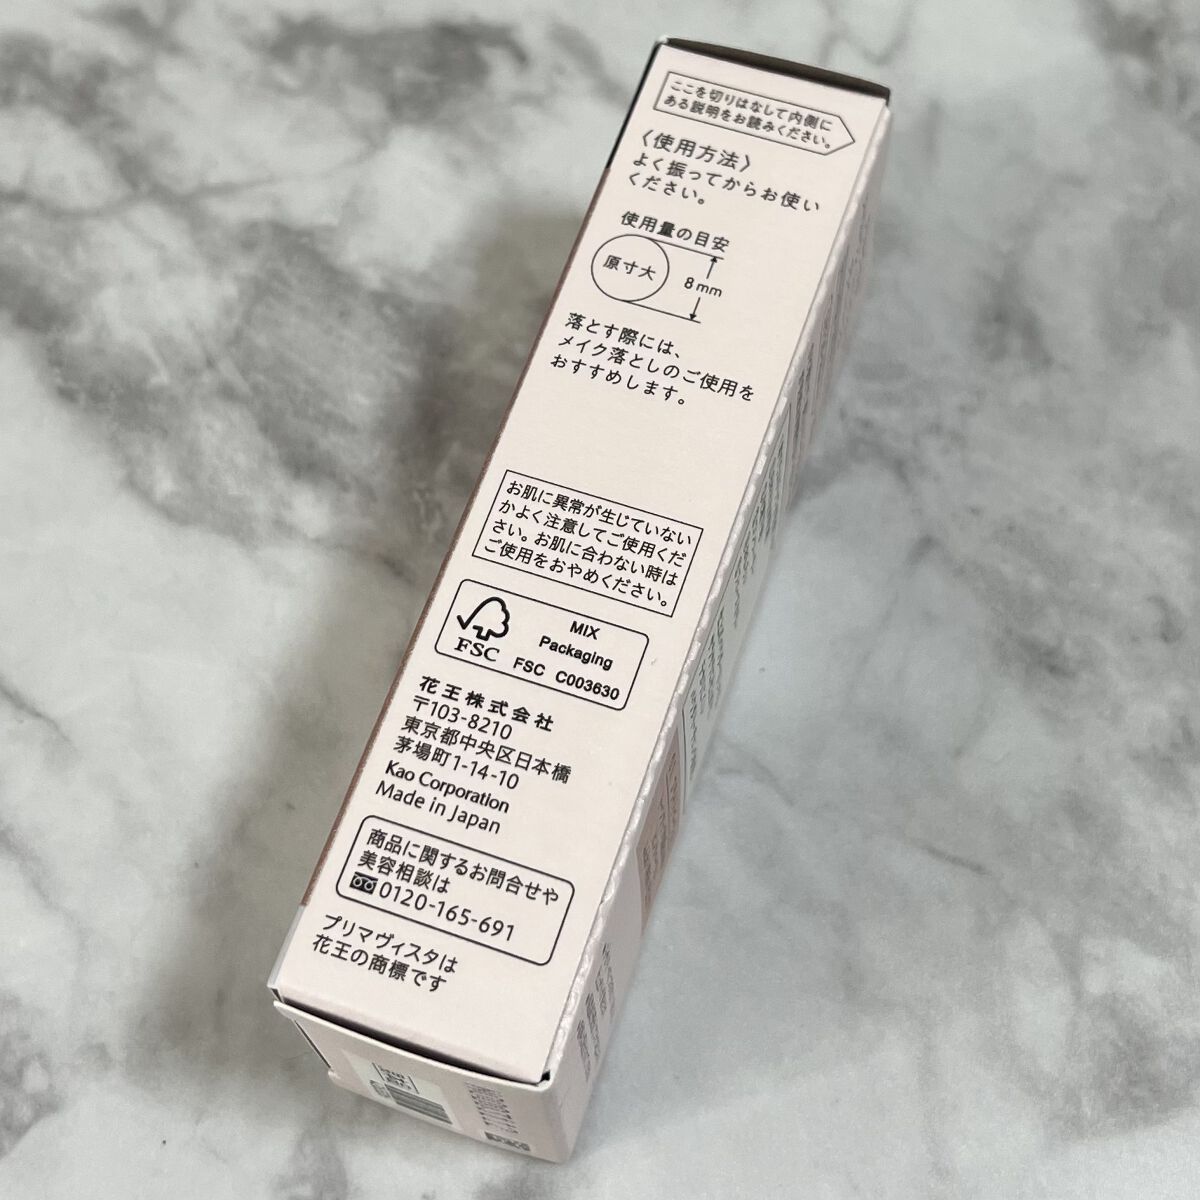 ここを切りはなして内側に
ある説明をお読みください。
〈使用方法〉
よく振ってからお使い
ください。
使用量の目安
原寸大
8mm
落とす際には、
メイク落としのご使用を
おすすめします。
お肌に異常が生じていない
かよく注意してご使用くだ
さい。お肌に合わない時は
ご使用をおやめください。
FSC
MIX
Packaging
FSC C003630
花王株式会社
〒103-8210
東京都中央区日本橋
茅場町1-14-10
Kao Corporation
Made in Japan
商品に関するお問合せや
美容相談は
0120-165-691
プリマヴィスタは
花王の商標です